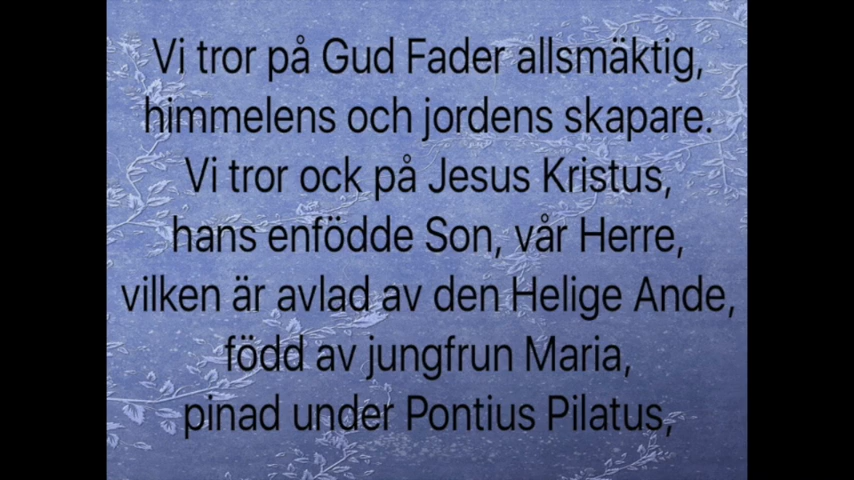 Vi tror på Gud Fader allsmäktig,
himmelens och jordens skapare.
Vi tror ock på Jesus Kristus,
hans enfödde Son, vår Herre,
vilken är avlad av den Helige Ande,
född av jungfrun Maria,
pinad under Pontius Pilatus,